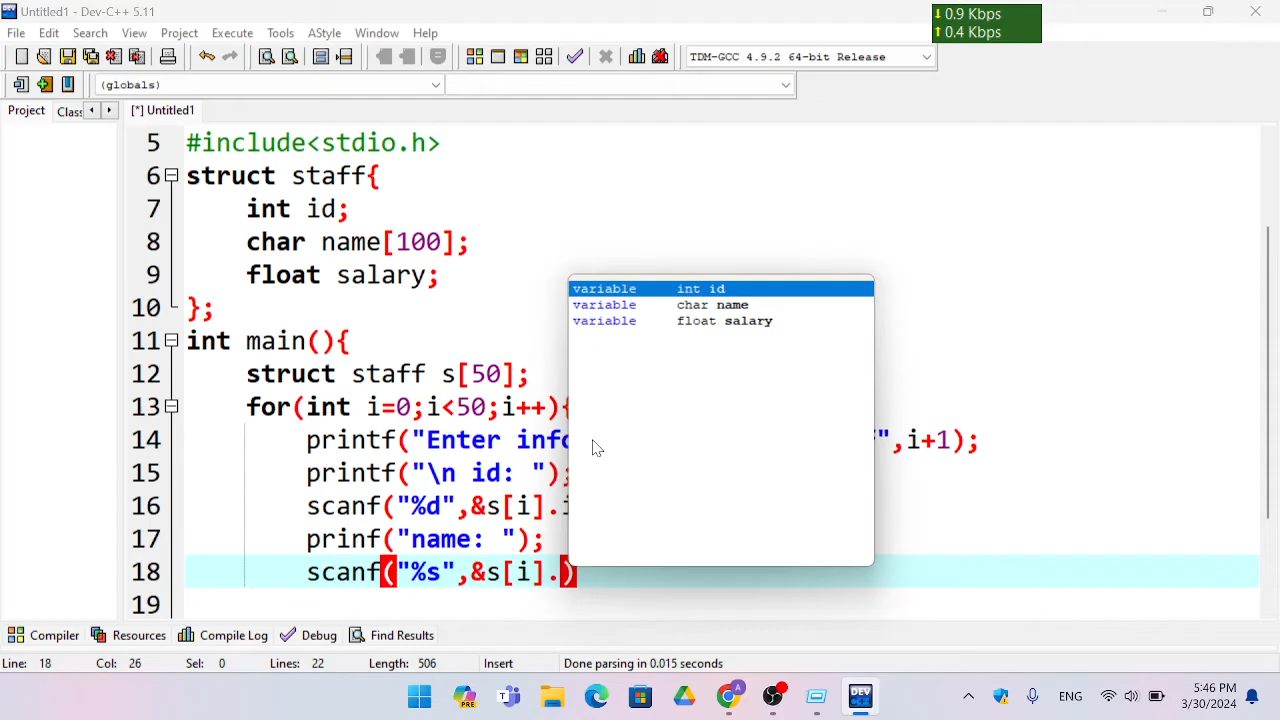 Untitled1 - Dev-C++ 5.11
0.9 Kbps
0.4 Kbps
File Edit Search View Project Execute Tools AStyle Window Help
TDM-GCC 4.9.2 64-bit Release
(globals)
Project Clas [*] Untitled1
5 #include<stdio.h>
6 struct staff{
7 int id;
8 char name[100];
9 float salary;
10 };
11 int main(){
12 struct staff s[50];
13 for(int i=0;i<50;i++){
14 printf("Enter info ",i+1);
15 printf("\n id: ");
16 scanf("%d",&s[i].i
17 prinf("name: ");
18 scanf("%s",&s[i].)
19
variable int id
variable char name
variable float salary
Compiler Resources Compile Log Debug Find Results
Line: 18 Col: 26 Sel: 0 Lines: 22 Length: 506 Insert Done parsing in 0.015 seconds
PRE
T
A
DEV
ENG
5:46 PM
3/30/2024